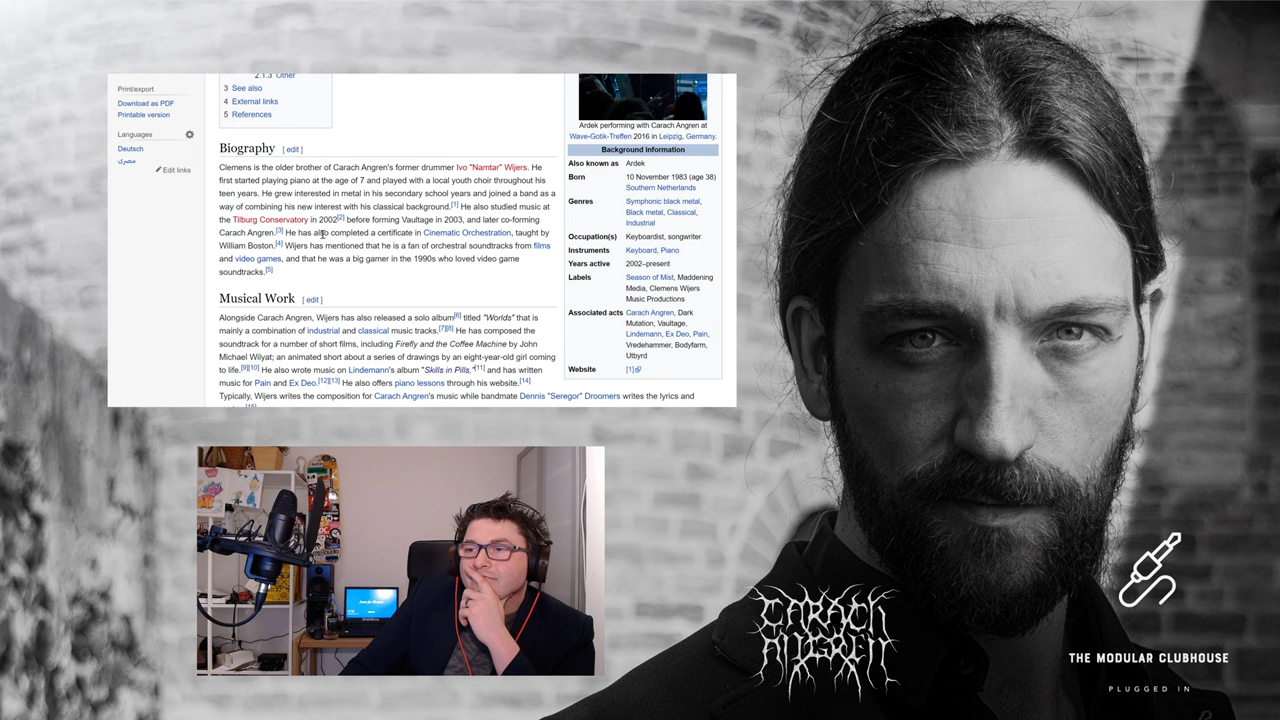 Print/export
Download as PDF
Printable version
Languages
Deutsch
مصرى
Edit links
2.1.3 Other
3 See also
4 External links
5 References
Biography [ edit ]
Clemens is the older brother of Carach Angren's former drummer Ivo "Namtar" Wijers. He
first started playing piano at the age of 7 and played with a local youth choir throughout his
teen years. He grew interested in metal in his secondary school years and joined a band as a
way of combining his new interest with his classical background.[1] He also studied music at
the Tilburg Conservatory in 2002[2] before forming Vaultage in 2003, and later co-forming
Carach Angren.[3] He has also completed a certificate in Cinematic Orchestration, taught by
William Boston.[4] Wijers has mentioned that he is a fan of orchestral soundtracks from films
and video games, and that he was a big gamer in the 1990s who loved video game
soundtracks.[5]
Musical Work [ edit ]
Alongside Carach Angren, Wijers has also released a solo album[6] titled "Worlds" that is
mainly a combination of industrial and classical music tracks.[7][8] He has composed the
soundtrack for a number of short films, including Firefly and the Coffee Machine by John
Michael Wilyat; an animated short about a series of drawings by an eight-year-old girl coming
to life.[9][10] He also wrote music on Lindemann's album "Skills in Pills,"[11] and has written
music for Pain and Ex Deo.[12][13] He also offers piano lessons through his website.[14]
Typically, Wijers writes the composition for Carach Angren's music while bandmate Dennis "Seregor" Droomers writes the lyrics and
Ardek performing with Carach Angren at
Wave-Gotik-Treffen 2016 in Leipzig, Germany.
Background information
Also known as Ardek
Born 10 November 1983 (age 38)
Southern Netherlands
Genres Symphonic black metal,
Black metal, Classical,
Industrial
Occupation(s) Keyboardist, songwriter
Instruments Keyboard, Piano
Years active 2002–present
Labels Season of Mist, Maddening
Media, Clemens Wijers
Music Productions
Associated acts Carach Angren, Dark
Mutation, Vaultage,
Lindemann, Ex Deo, Pain,
Vredehammer, Bodyfarm,
Utbyrd
Website [1]
CARACH
ANGREN
THE MODULAR CLUBHOUSE
PLUGGED IN